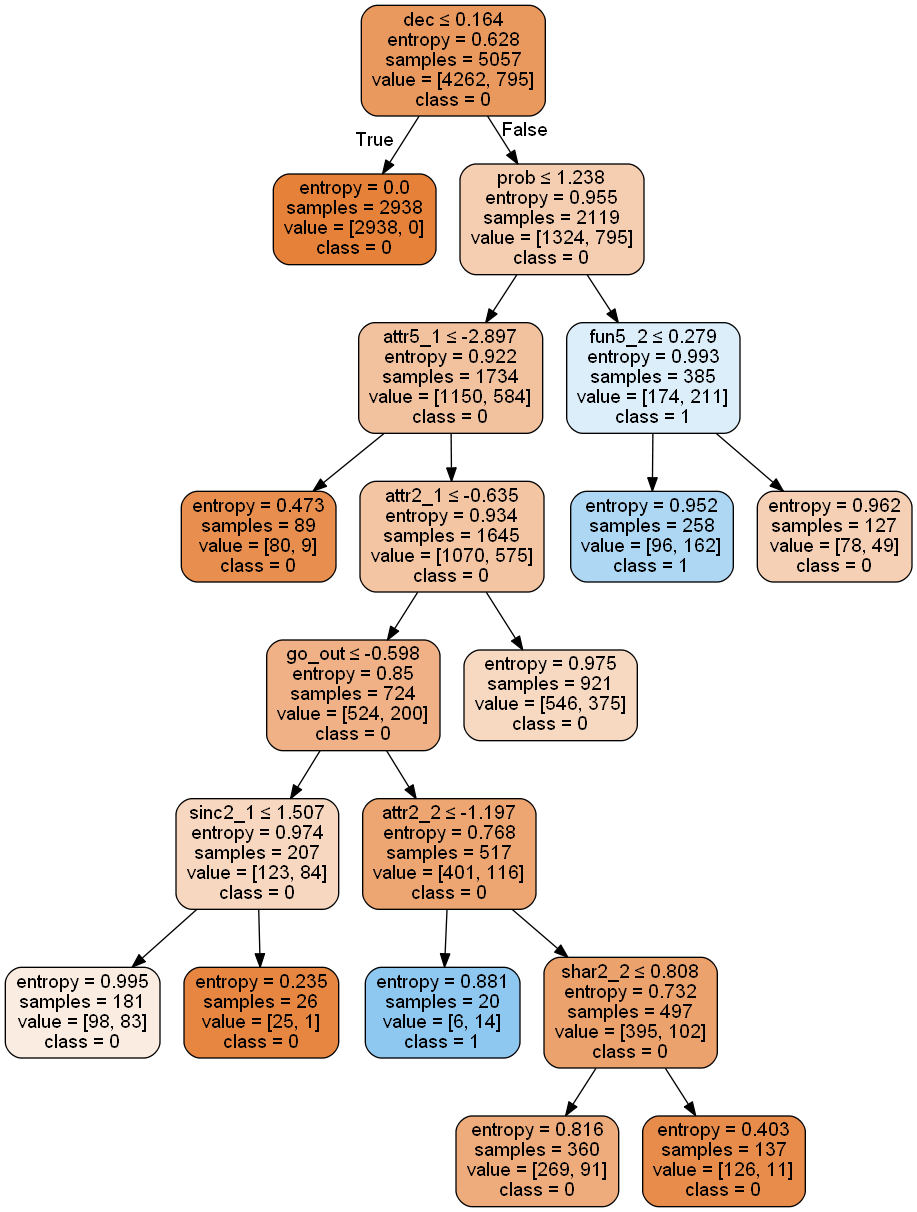 dec ≤ 0.164
entropy = 0.628
samples = 5057
value = [4262, 795]
class = 0
True
False
entropy = 0.0
samples = 2938
value = [2938, 0]
class = 0
prob ≤ 1.238
entropy = 0.955
samples = 2119
value = [1324, 795]
class = 0
attr5_1 ≤ -2.897
entropy = 0.922
samples = 1734
value = [1150, 584]
class = 0
fun5_2 ≤ 0.279
entropy = 0.993
samples = 385
value = [174, 211]
class = 1
entropy = 0.473
samples = 89
value = [80, 9]
class = 0
attr2_1 ≤ -0.635
entropy = 0.934
samples = 1645
value = [1070, 575]
class = 0
entropy = 0.952
samples = 258
value = [96, 162]
class = 1
entropy = 0.962
samples = 127
value = [78, 49]
class = 0
go_out ≤ -0.598
entropy = 0.85
samples = 724
value = [524, 200]
class = 0
entropy = 0.975
samples = 921
value = [546, 375]
class = 0
sinc2_1 ≤ 1.507
entropy = 0.974
samples = 207
value = [123, 84]
class = 0
attr2_2 ≤ -1.197
entropy = 0.768
samples = 517
value = [401, 116]
class = 0
entropy = 0.995
samples = 181
value = [98, 83]
class = 0
entropy = 0.235
samples = 26
value = [25, 1]
class = 0
entropy = 0.881
samples = 20
value = [6, 14]
class = 1
shar2_2 ≤ 0.808
entropy = 0.732
samples = 497
value = [395, 102]
class = 0
entropy = 0.816
samples = 360
value = [269, 91]
class = 0
entropy = 0.403
samples = 137
value = [126, 11]
class = 0